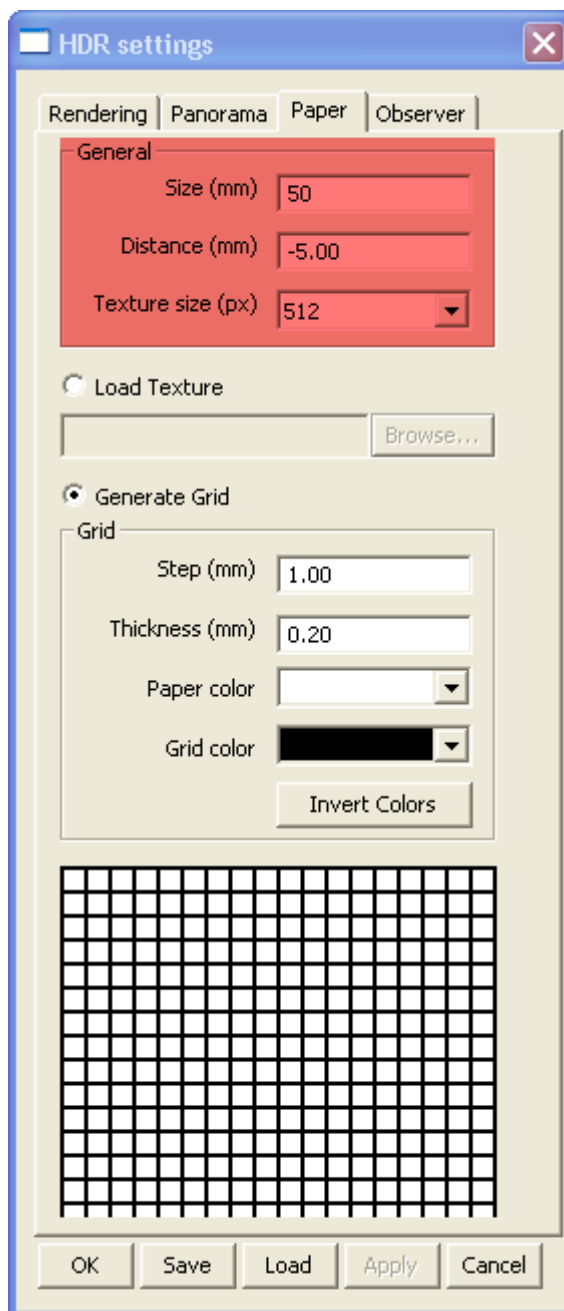 HDR settings
Rendering Panorama Paper Observer
General
Size (mm) 50
Distance (mm) -5.00
Texture size (px) 512
Load Texture
Browse...
Generate Grid
Grid
Step (mm) 1.00
Thickness (mm) 0.20
Paper color
Grid color
Invert Colors
OK Save Load Apply Cancel